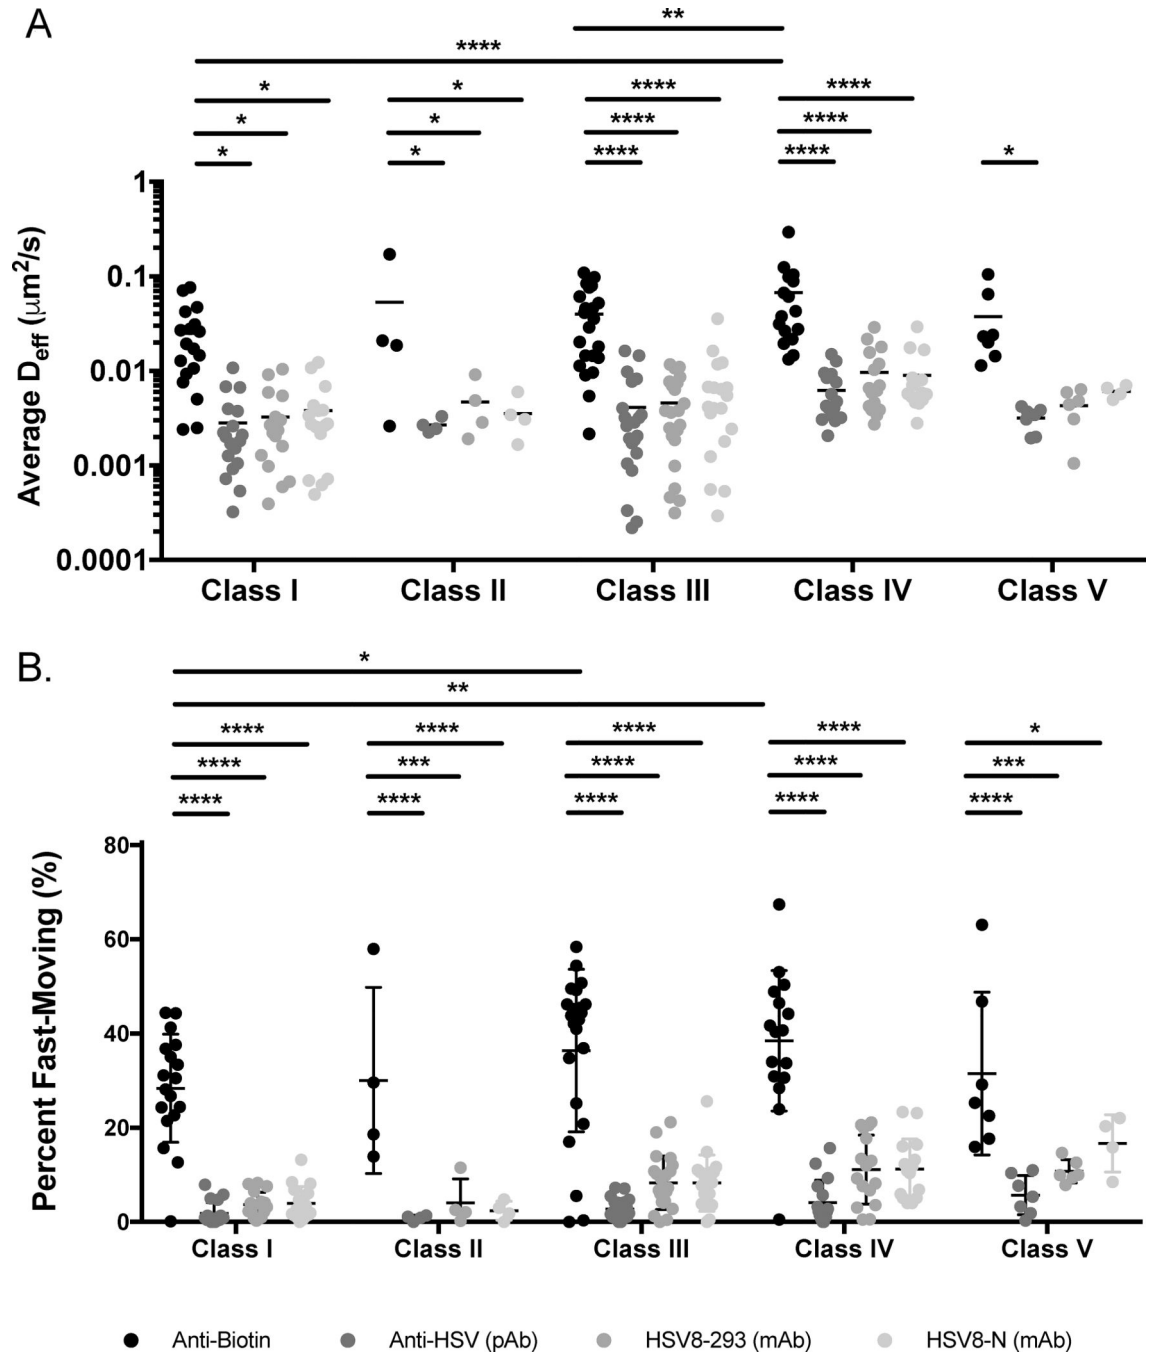 A
**
****
* * **** ****
* * **** ****
* * **** **** *
1
0.1
0.01
0.001
0.0001
Average Deff (μm²/s)
Class I Class II Class III Class IV Class V
B.
*
**
**** **** **** **** *
**** *** **** **** ***
**** **** **** **** ****
80
60
40
20
0
Percent Fast-Moving (%)
Class I Class II Class III Class IV Class V
Anti-Biotin Anti-HSV (pAb) HSV8-293 (mAb) HSV8-N (mAb)